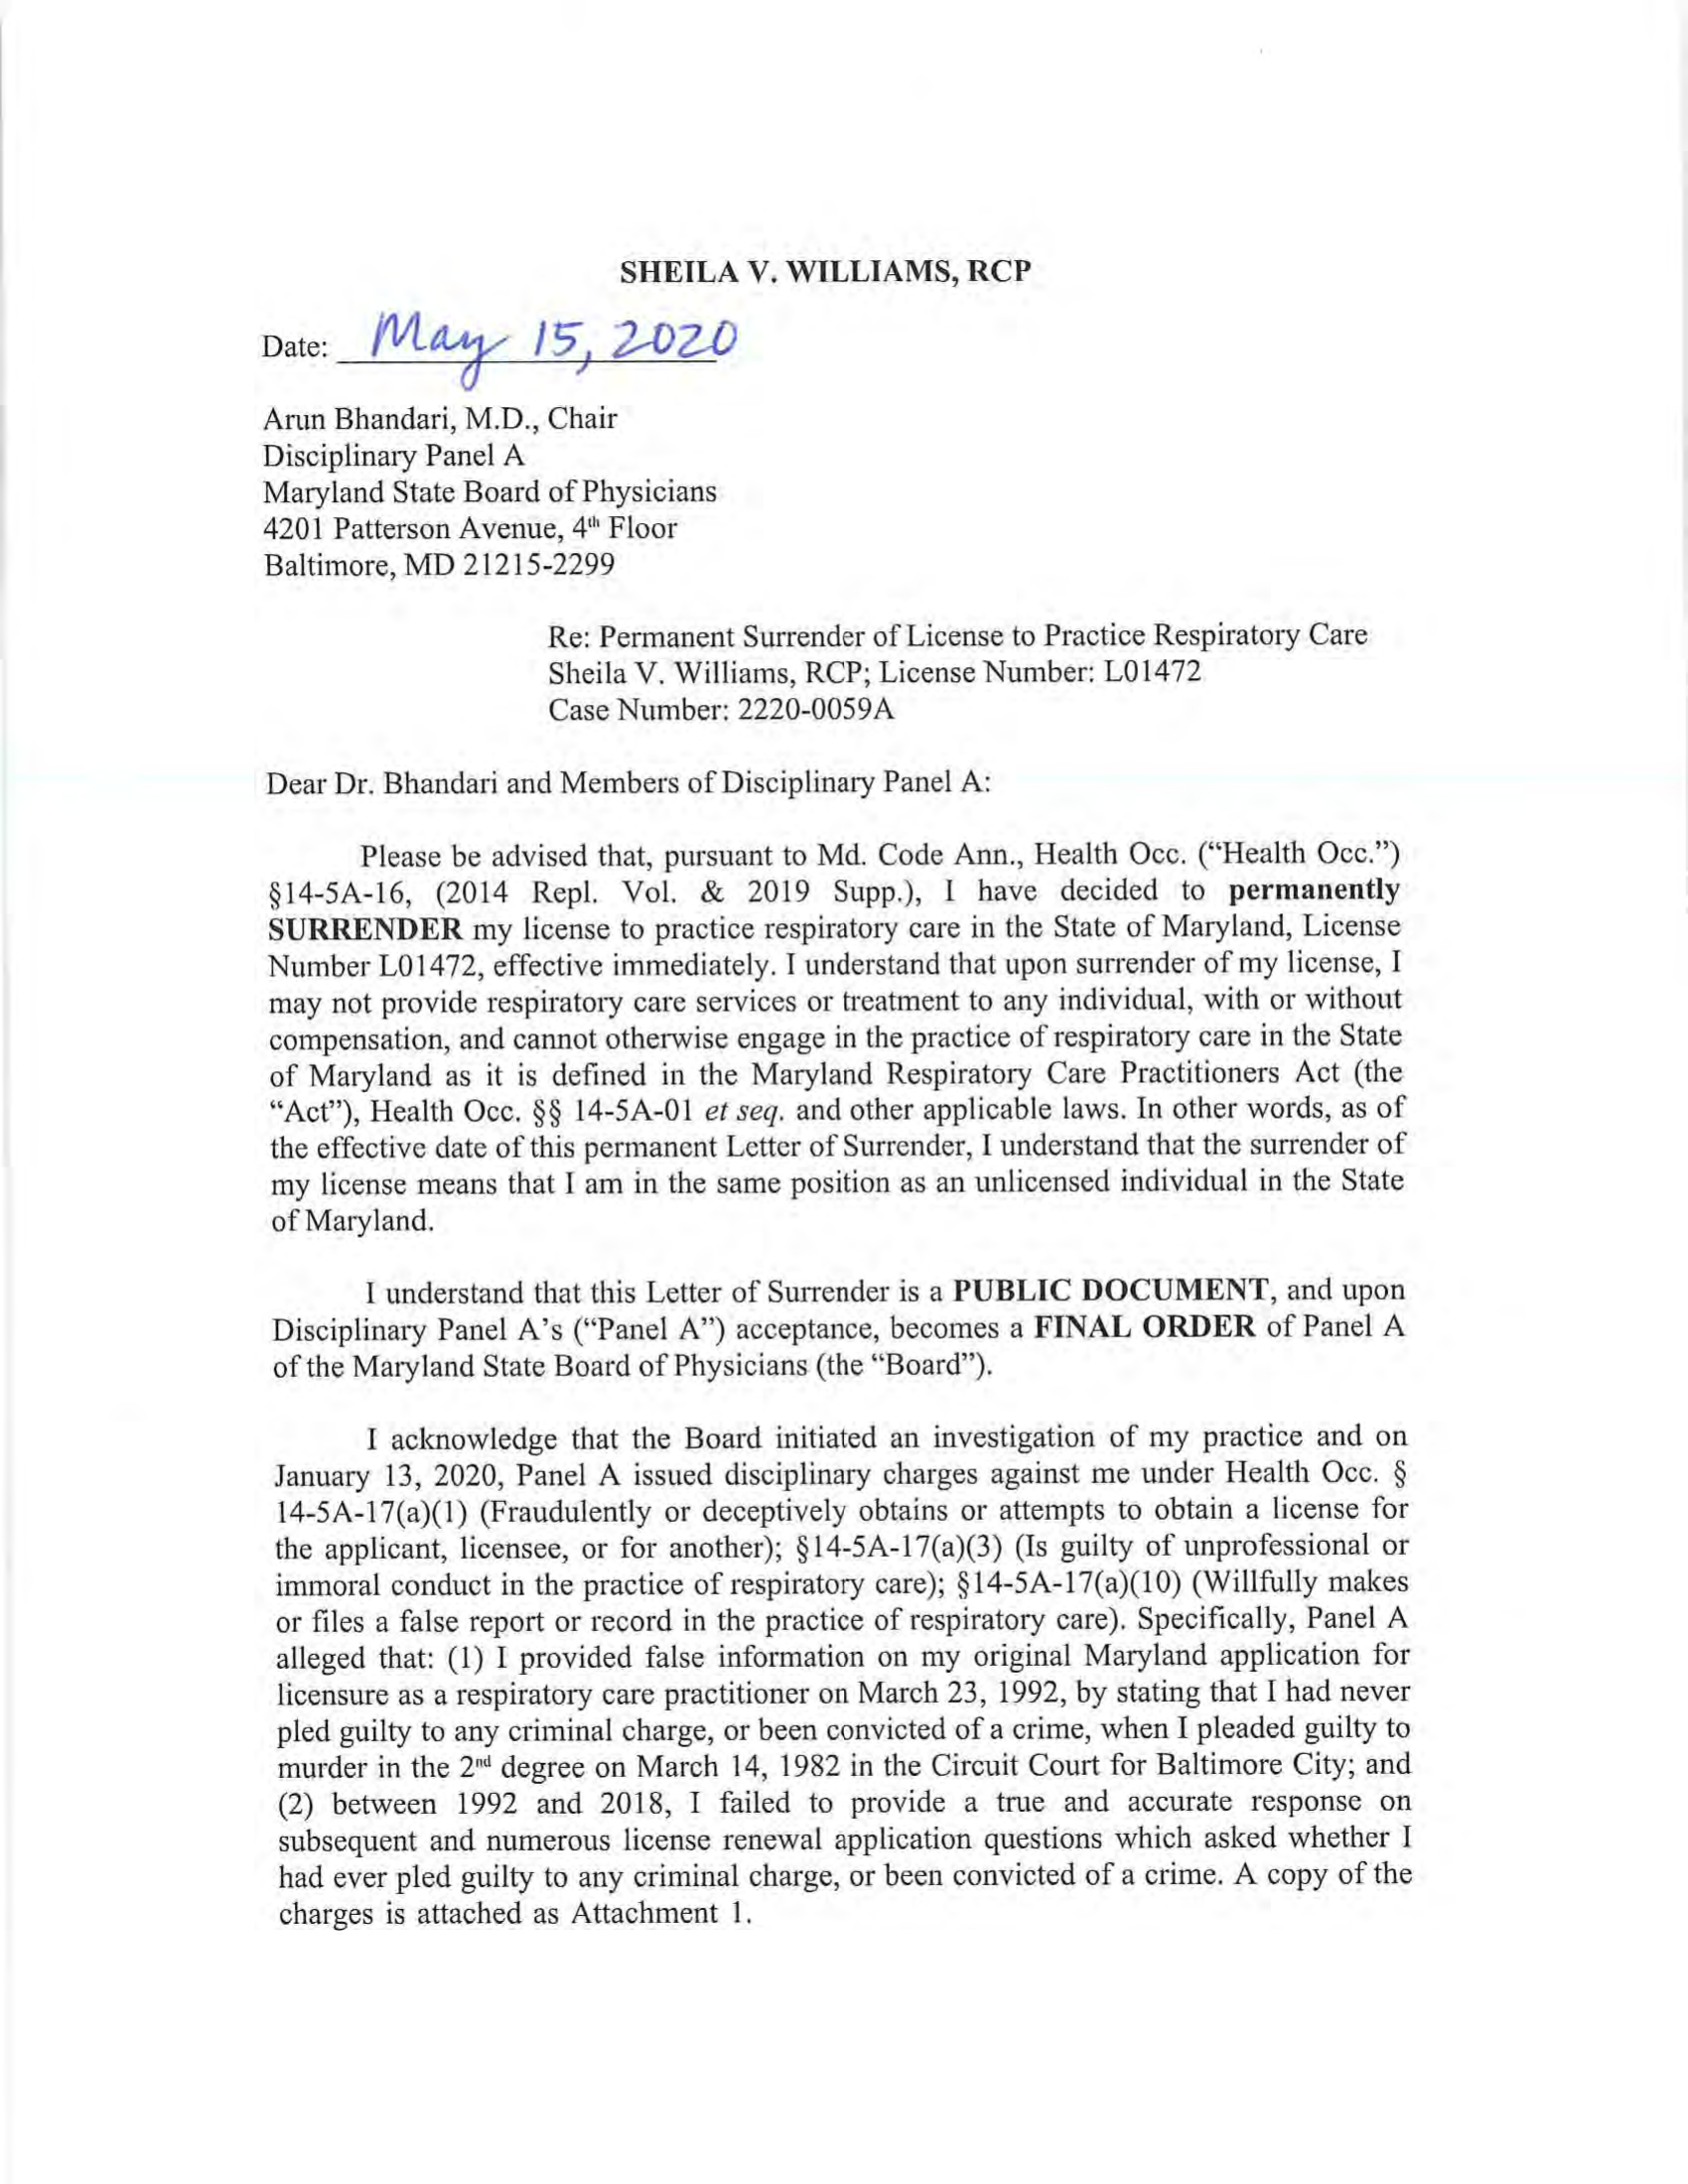 SHEILA V. WILLIAMS, RCP
Date: May 15, 2020
Arun Bhandari, M.D., Chair
Disciplinary Panel A
Maryland State Board of Physicians
4201 Patterson Avenue, 4th Floor
Baltimore, MD 21215-2299
Re: Permanent Surrender of License to Practice Respiratory Care
Sheila V. Williams, RCP; License Number: L01472
Case Number: 2220-0059A
Dear Dr. Bhandari and Members of Disciplinary Panel A:
Please be advised that, pursuant to Md. Code Ann., Health Occ. (“Health Occ.”)
§14-5A-16, (2014 Repl. Vol. & 2019 Supp.), I have decided to permanently
SURRENDER my license to practice respiratory care in the State of Maryland, License
Number L01472, effective immediately. I understand that upon surrender of my license, I
may not provide respiratory care services or treatment to any individual, with or without
compensation, and cannot otherwise engage in the practice of respiratory care in the State
of Maryland as it is defined in the Maryland Respiratory Care Practitioners Act (the
“Act”), Health Occ. §§ 14-5A-01 et seq. and other applicable laws. In other words, as of
the effective date of this permanent Letter of Surrender, I understand that the surrender of
my license means that I am in the same position as an unlicensed individual in the State
of Maryland.
I understand that this Letter of Surrender is a PUBLIC DOCUMENT, and upon
Disciplinary Panel A’s (“Panel A”) acceptance, becomes a FINAL ORDER of Panel A
of the Maryland State Board of Physicians (the “Board”).
I acknowledge that the Board initiated an investigation of my practice and on
January 13, 2020, Panel A issued disciplinary charges against me under Health Occ. §
14-5A-17(a)(1) (Fraudulently or deceptively obtains or attempts to obtain a license for
the applicant, licensee, or for another); §14-5A-17(a)(3) (Is guilty of unprofessional or
immoral conduct in the practice of respiratory care); §14-5A-17(a)(10) (Willfully makes
or files a false report or record in the practice of respiratory care). Specifically, Panel A
alleged that: (1) I provided false information on my original Maryland application for
licensure as a respiratory care practitioner on March 23, 1992, by stating that I had never
pled guilty to any criminal charge, or been convicted of a crime, when I pleaded guilty to
murder in the 2nd degree on March 14, 1982 in the Circuit Court for Baltimore City; and
(2) between 1992 and 2018, I failed to provide a true and accurate response on
subsequent and numerous license renewal application questions which asked whether I
had ever pled guilty to any criminal charge, or been convicted of a crime. A copy of the
charges is attached as Attachment 1.